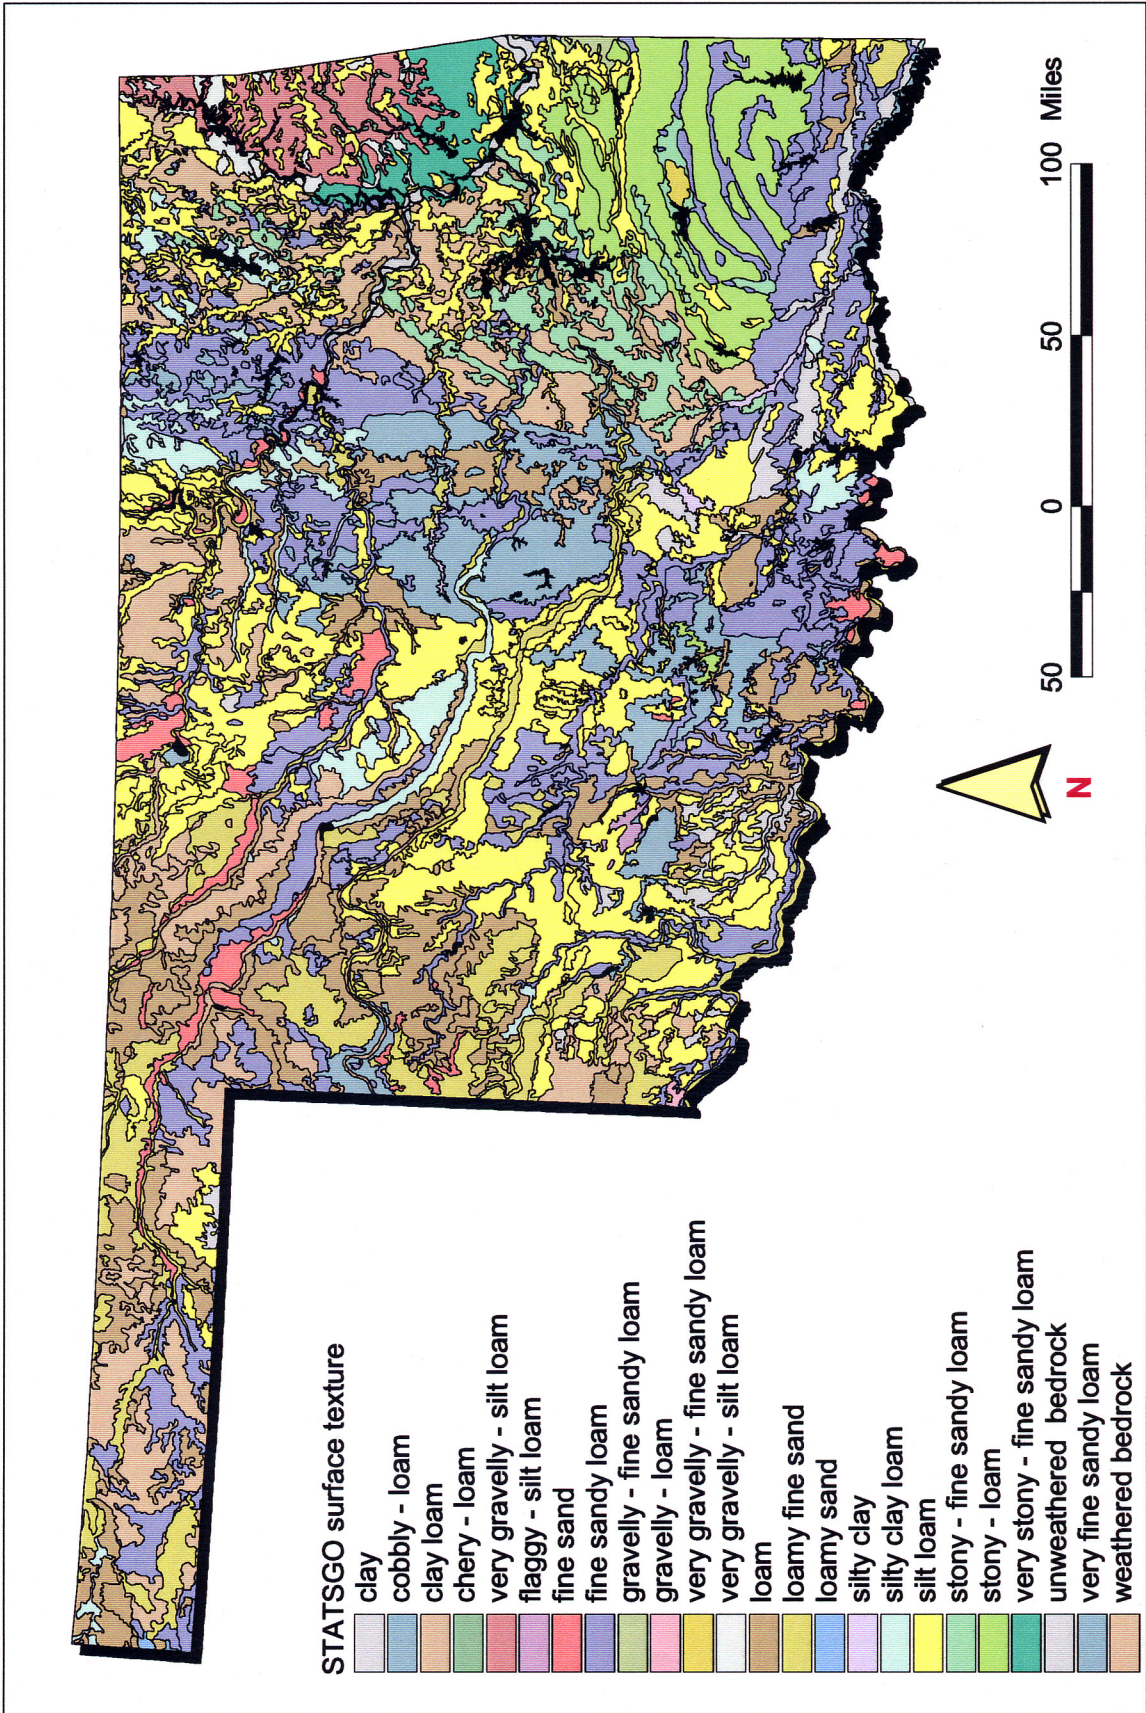 STATSGO surface texture
clay
cobbly - loam
clay loam
chery - loam
very gravelly - silt loam
flaggy - silt loam
fine sand
fine sandy loam
gravelly - fine sandy loam
gravelly - loam
very gravelly - fine sandy loam
very gravelly - silt loam
loam
loamy fine sand
loamy sand
silty clay
silty clay loam
silt loam
stony - fine sandy loam
stony - loam
very stony - fine sandy loam
unweathered bedrock
very fine sandy loam
weathered bedrock
N
50 0 50 100 Miles